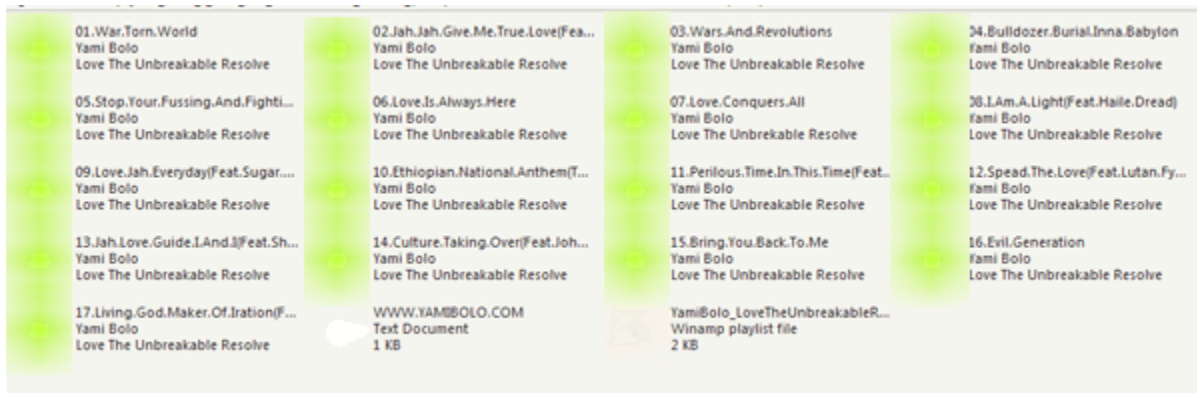 01.War.Torn.World
Yami Bolo
Love The Unbreakable Resolve
02.Jah.Jah.Give.Me.True.Love(Fea...
Yami Bolo
Love The Unbreakable Resolve
03.Wars.And.Revolutions
Yami Bolo
Love The Unbreakable Resolve
04.Bulldozer.Burial.Inna.Babylon
Yami Bolo
Love The Unbreakable Resolve
05.Stop.Your.Fussing.And.Fighti...
Yami Bolo
Love The Unbreakable Resolve
06.Love.Is.Always.Here
Yami Bolo
Love The Unbreakable Resolve
07.Love.Conquers.All
Yami Bolo
Love The Unbrekable Resolve
08.I.Am.A.Light(Feat.Haile.Dread)
Yami Bolo
Love The Unbreakable Resolve
09.Love.Jah.Everyday(Feat.Sugar....
Yami Bolo
Love The Unbreakable Resolve
10.Ethiopian.National.Anthem(T...
Yami Bolo
Love The Unbreakable Resolve
11.Perilous.Time.In.This.Time(Feat...
Yami Bolo
Love The Unbreakable Resolve
12.Spead.The.Love(Feat.Lutan.Fy...
Yami Bolo
Love The Unbreakable Resolve
13.Jah.Love.Guide.I.And.I(Feat.Sh...
Yami Bolo
Love The Unbreakable Resolve
14.Culture.Taking.Over(Feat.Joh...
Yami Bolo
Love The Unbreakable Resolve
15.Bring.You.Back.To.Me
Yami Bolo
Love The Unbreakable Resolve
16.Evil.Generation
Yami Bolo
Love The Unbreakable Resolve
17.Living.God.Maker.Of.Iration(F...
Yami Bolo
Love The Unbreakable Resolve
WWW.YAMIBOLO.COM
Text Document
1 KB
YamiBolo_LoveTheUnbreakableR...
Winamp playlist file
2 KB